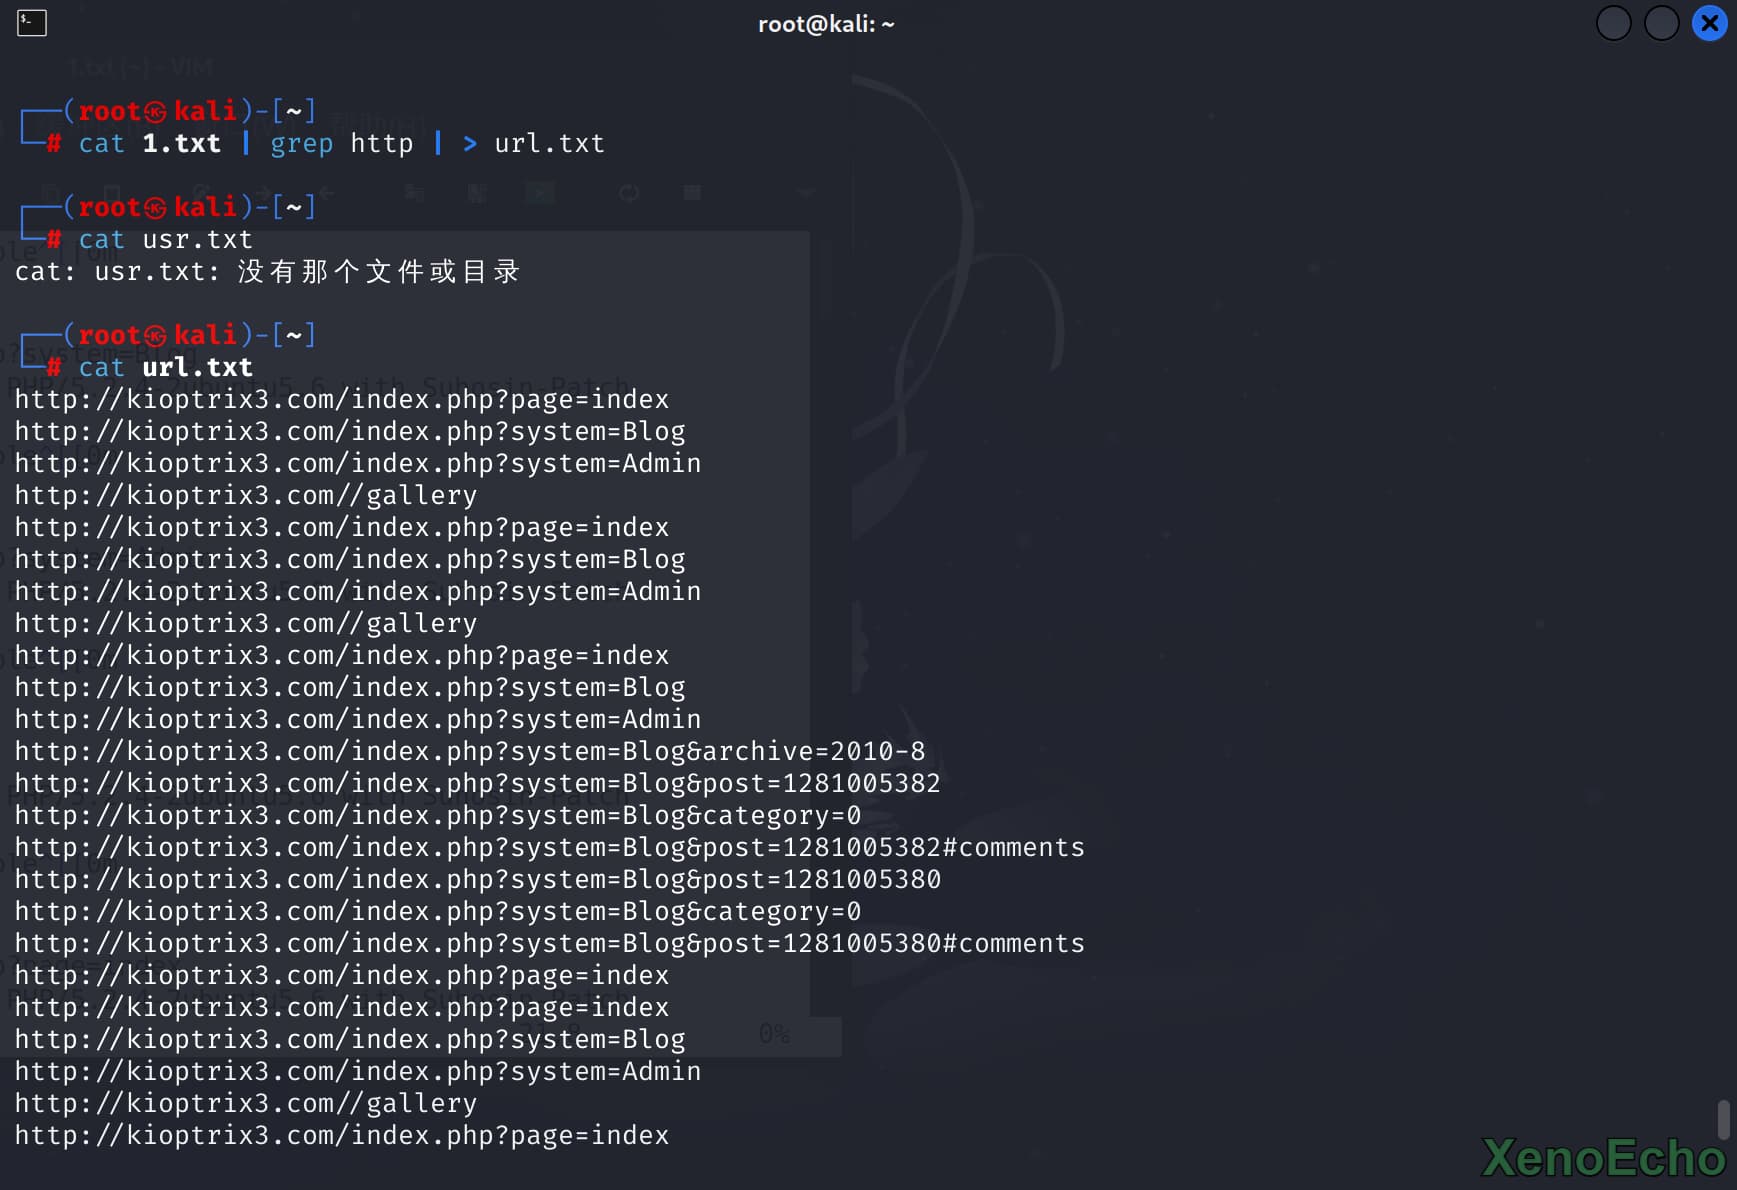 root@kali: ~
1.txt (~) - VIM
(root㉿kali)-[~]
# cat 1.txt | grep http | > url.txt
(root㉿kali)-[~]
# cat usr.txt
cat: usr.txt: 没有那个文件或目录
(root㉿kali)-[~]
# cat url.txt
http://kioptrix3.com/index.php?page=index
http://kioptrix3.com/index.php?system=Blog
http://kioptrix3.com/index.php?system=Admin
http://kioptrix3.com//gallery
http://kioptrix3.com/index.php?page=index
http://kioptrix3.com/index.php?system=Blog
http://kioptrix3.com/index.php?system=Admin
http://kioptrix3.com//gallery
http://kioptrix3.com/index.php?page=index
http://kioptrix3.com/index.php?system=Blog
http://kioptrix3.com/index.php?system=Admin
http://kioptrix3.com/index.php?system=Blog&archive=2010-8
http://kioptrix3.com/index.php?system=Blog&post=1281005382
http://kioptrix3.com/index.php?system=Blog&category=0
http://kioptrix3.com/index.php?system=Blog&post=1281005382#comments
http://kioptrix3.com/index.php?system=Blog&post=1281005380
http://kioptrix3.com/index.php?system=Blog&category=0
http://kioptrix3.com/index.php?system=Blog&post=1281005380#comments
http://kioptrix3.com/index.php?page=index
http://kioptrix3.com/index.php?page=index
http://kioptrix3.com/index.php?system=Blog
0%
http://kioptrix3.com/index.php?system=Admin
http://kioptrix3.com//gallery
http://kioptrix3.com/index.php?page=index
XenoEcho